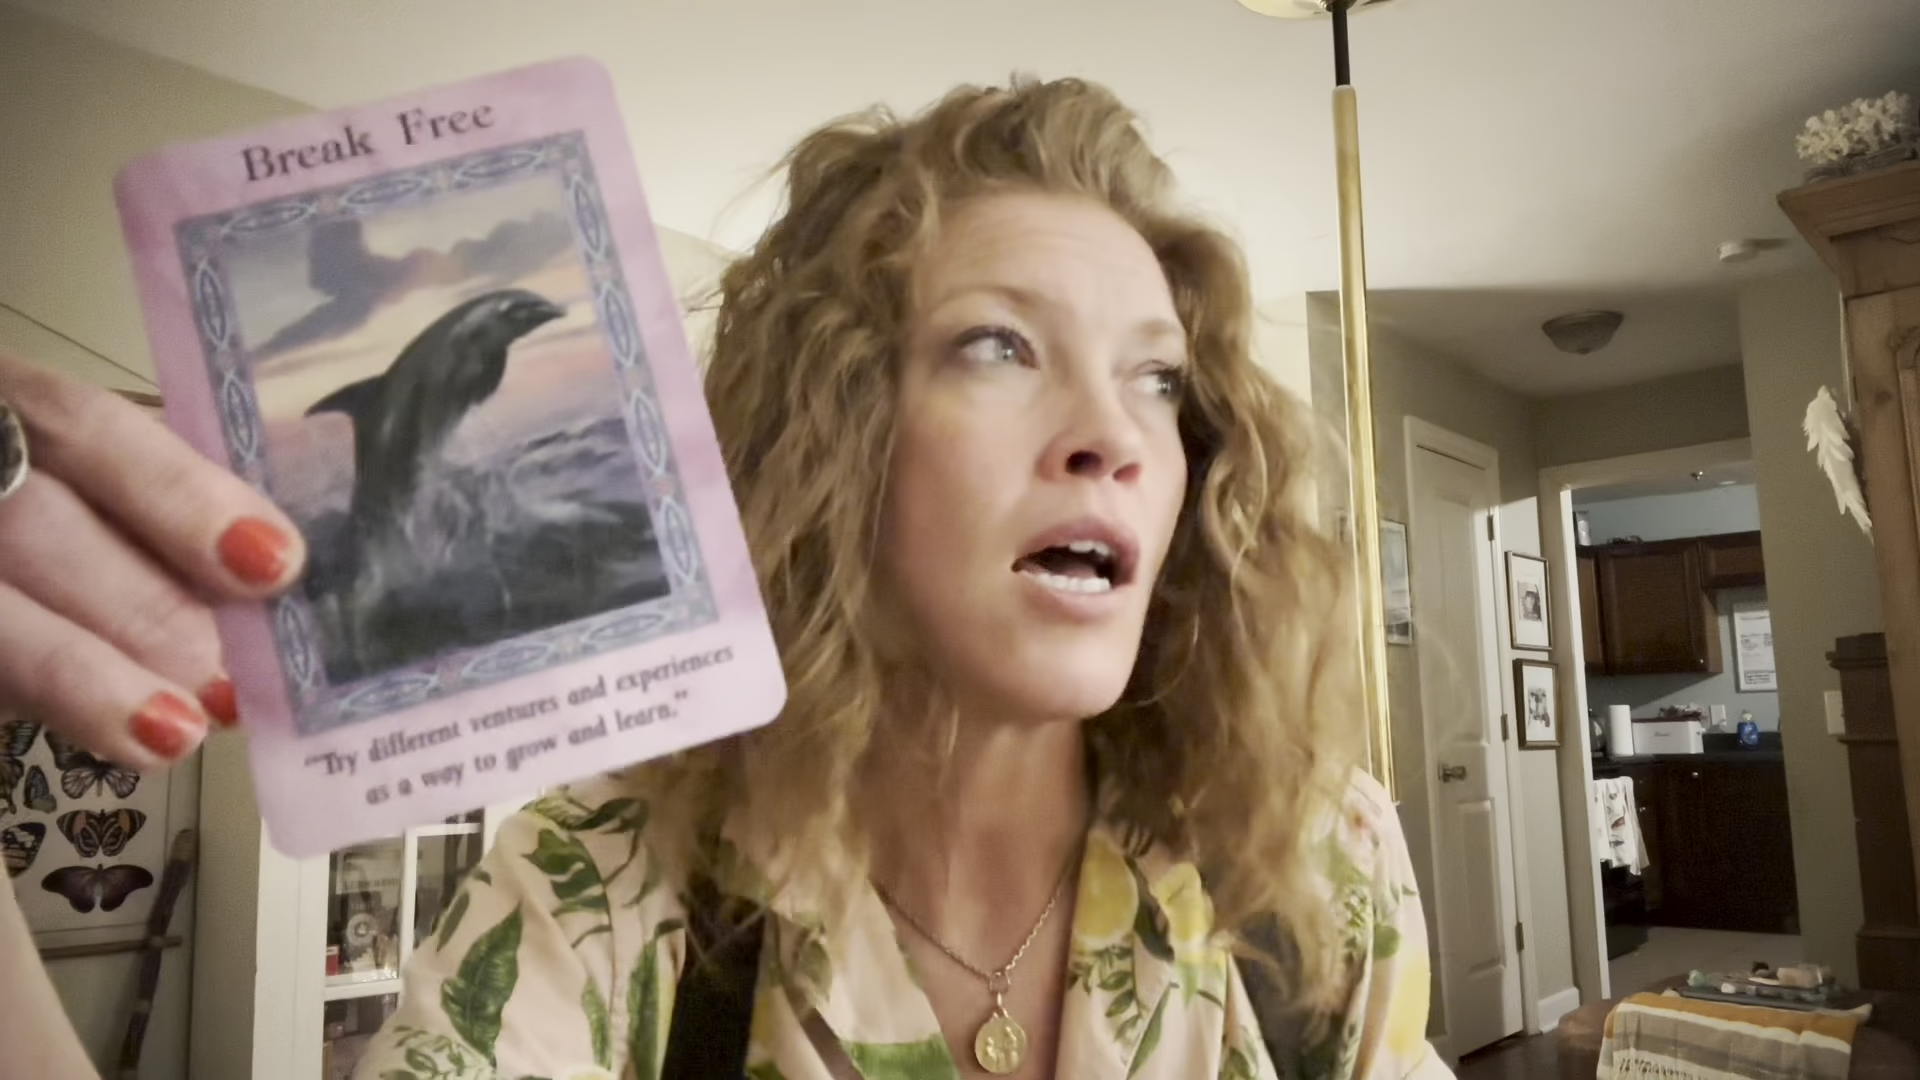 Break Free
"Try different ventures and experiences
as a way to grow and learn."